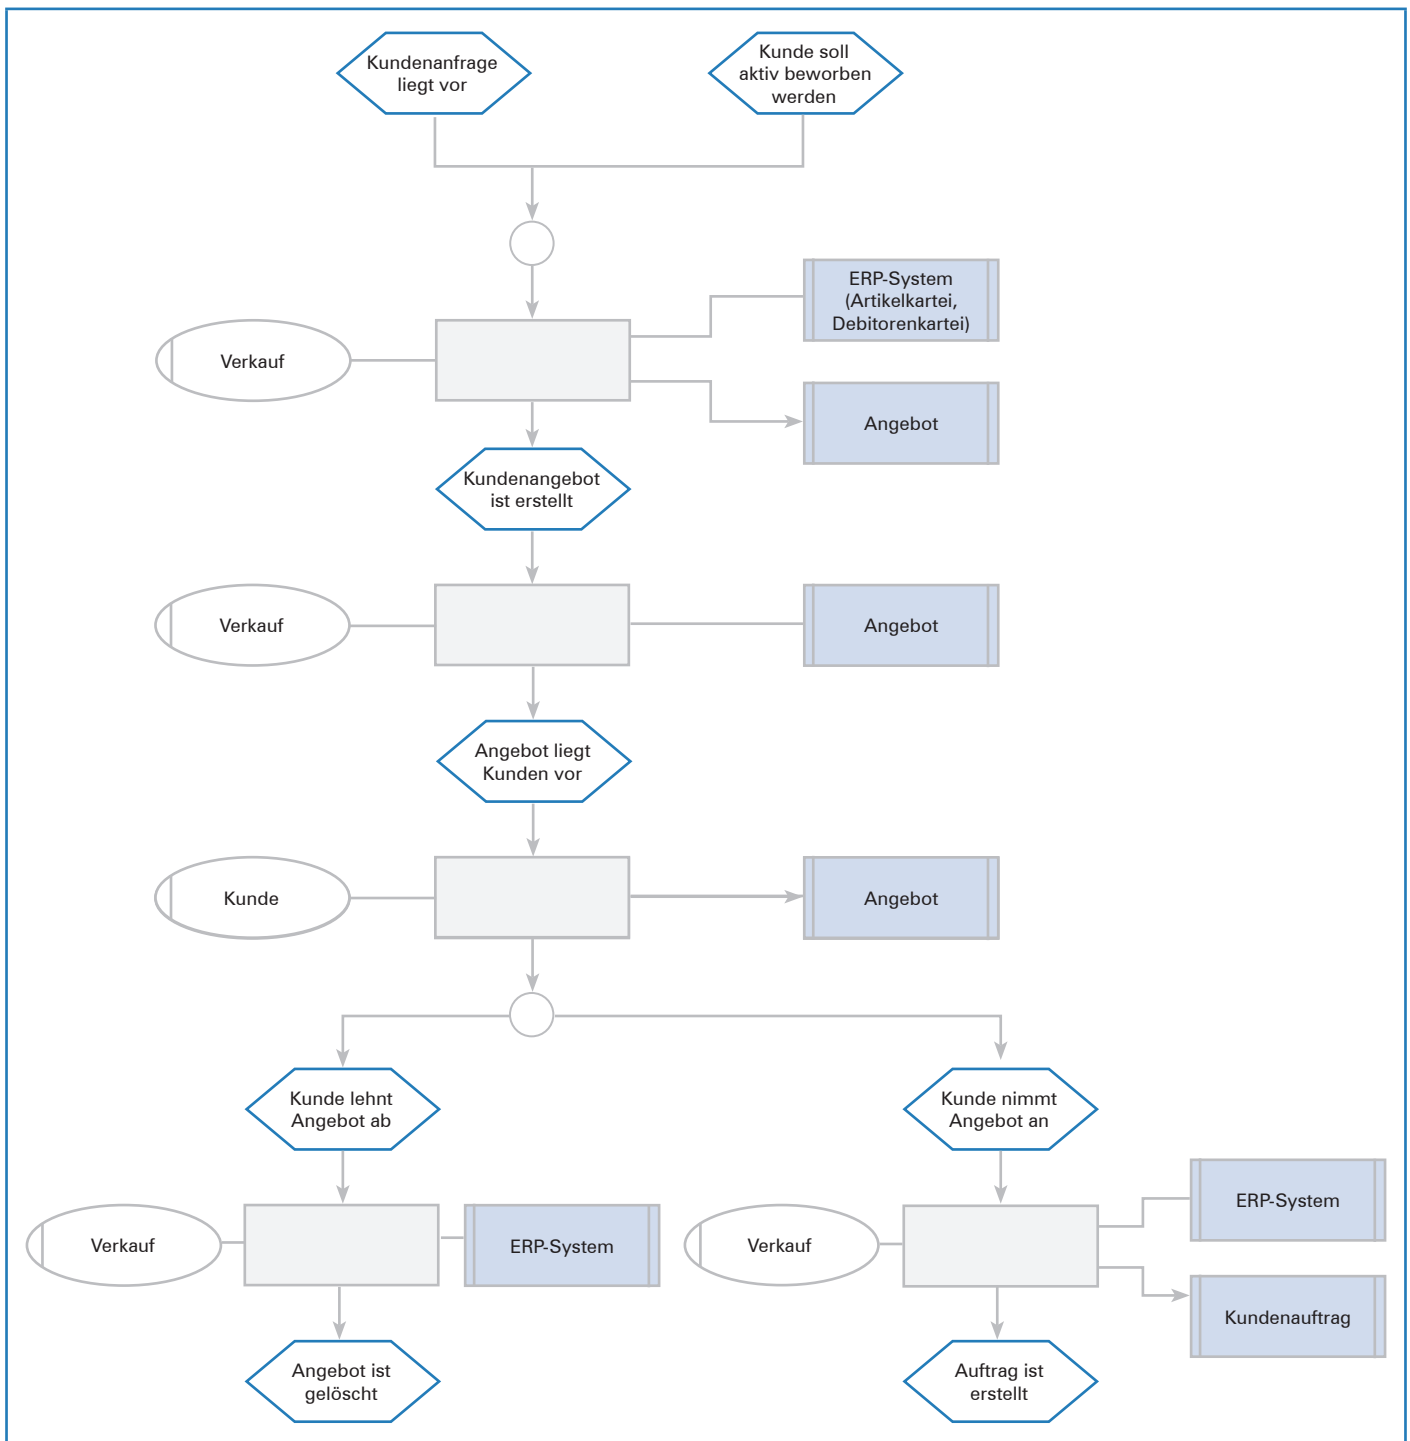 Kundenanfrage
liegt vor
Kunde soll
aktiv beworben
werden
ERP-System
(Artikelkartei,
Debitorenkartei)
Verkauf
Angebot
Kundenangebot
ist erstellt
Verkauf
Angebot
Angebot liegt
Kunden vor
Kunde
Angebot
Kunde lehnt
Angebot ab
Kunde nimmt
Angebot an
Verkauf
ERP-System
Verkauf
ERP-System
Kundenauftrag
Angebot ist
gelöscht
Auftrag ist
erstellt